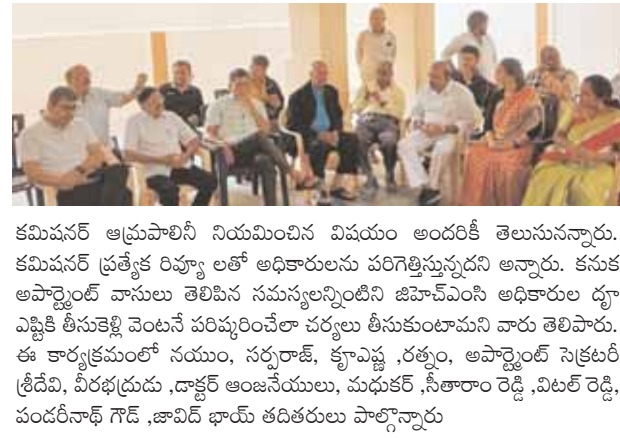 కమిషనర్ ఆమ్రపాలినీ నియమించిన విషయం అందరికీ తెలుసునన్నారు.
కమిషనర్ ప్రత్యేక రివ్యూ లతో అధికారులను పరిగెత్తిస్తున్నదని అన్నారు. కనుక
అపార్ట్మెంట్ వాసులు తెలిపిన సమస్యలన్నింటిని జిహెచ్ఎంసి అధికారుల దృా
ఎష్టికి తీసుకెళ్లి వెంటనే పరిష్కరించేలా చర్యలు తీసుకుంటామని వారు తెలిపారు.
ఈ కార్యక్రమంలో నయుం, సర్పరాజ్, కృాఎష్ణ ,రత్నం, అపార్ట్మెంట్ సెక్రటరీ
శ్రీదేవి, వీరభద్రుడు ,డాక్టర్ ఆంజనేయులు, మధుకర్ ,సీతారాం రెడ్డి ,విటల్ రెడ్డి,
పండరీనాథ్ గౌడ్ ,జావిద్ భాయ్ తదితరులు పాల్గొన్నారు